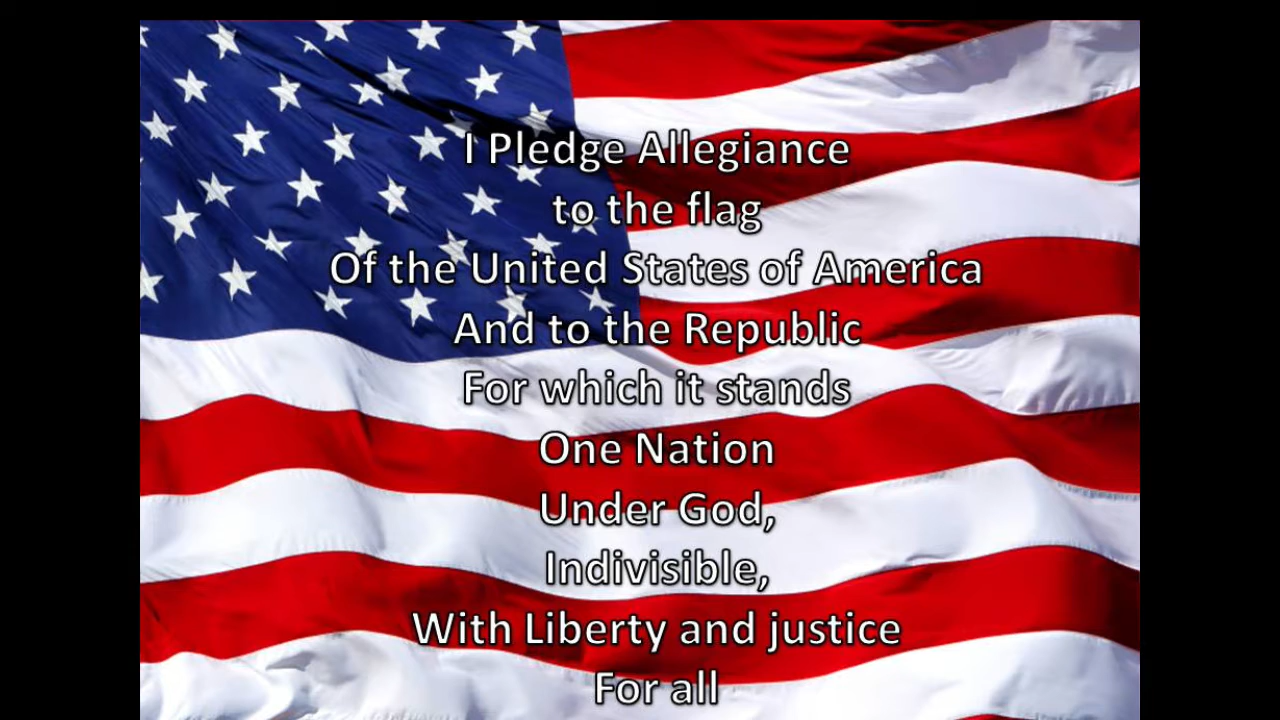 I Pledge Allegiance
to the flag
Of the United States of America
And to the Republic
For which it stands
One Nation
Under God,
Indivisible,
With Liberty and justice
For all